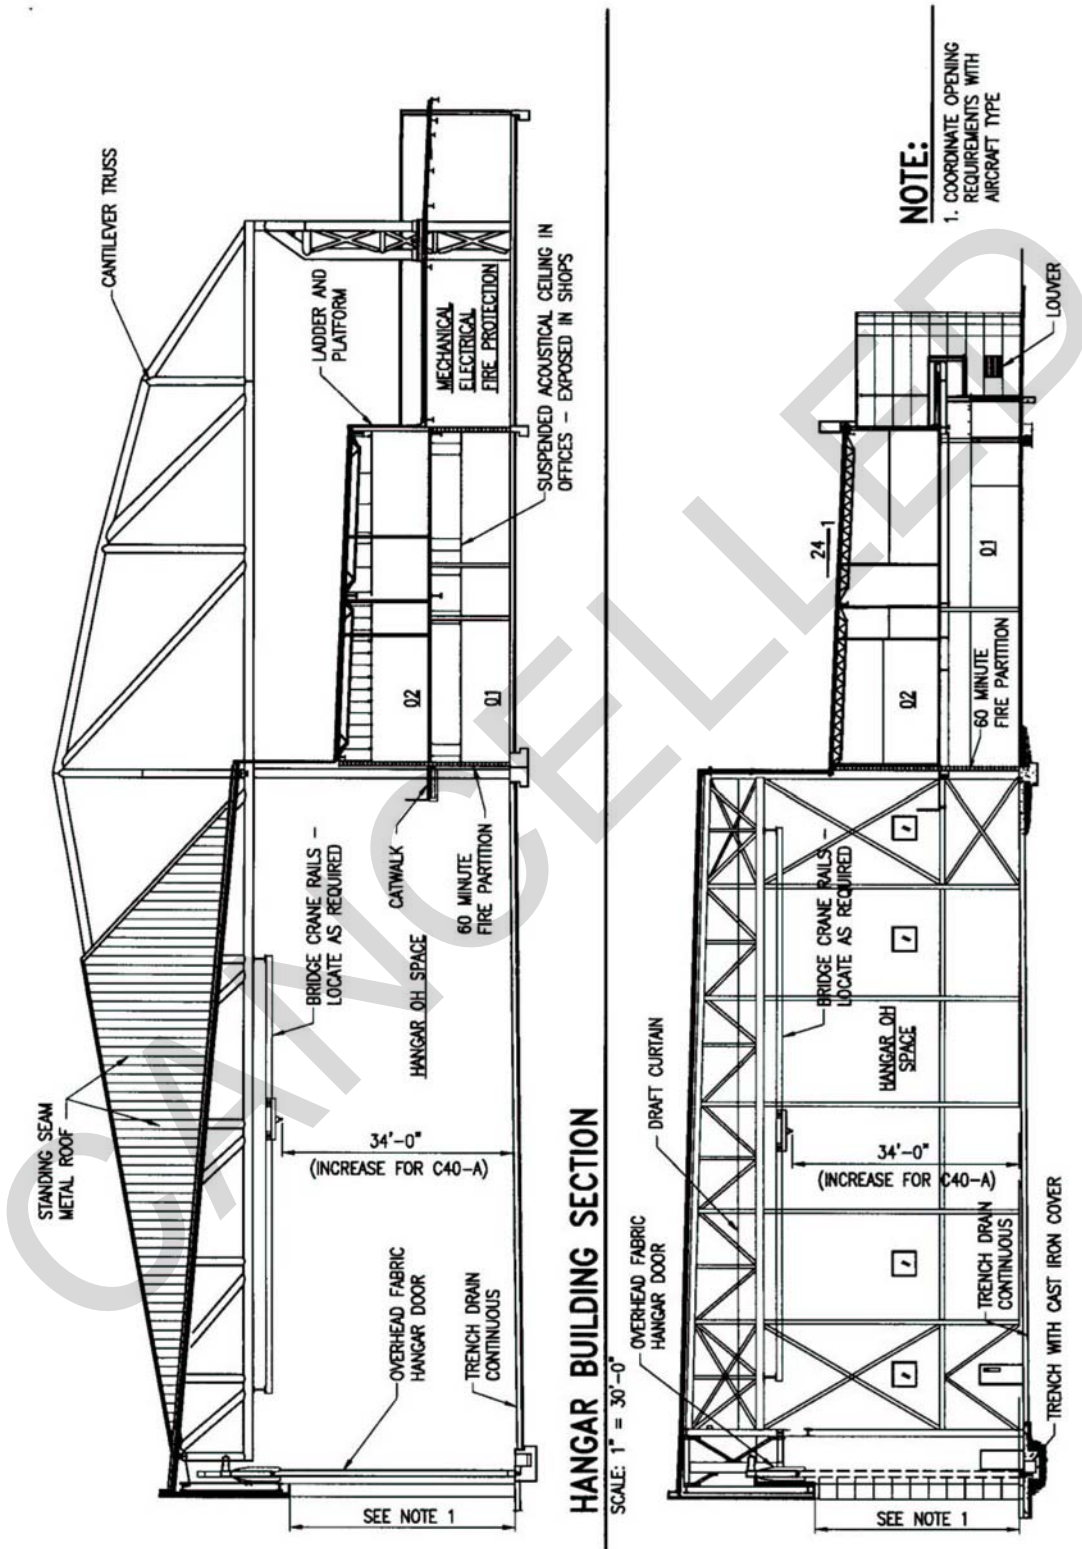 CANTILEVER TRUSS
STANDING SEAM
METAL ROOF
LADDER AND
PLATFORM
MECHANICAL
ELECTRICAL
FIRE PROTECTION
SUSPENDED ACOUSTICAL CEILING IN
OFFICES – EXPOSED IN SHOPS
02
01
BRIDGE CRANE RAILS –
LOCATE AS REQUIRED
CATWALK
HANGAR OH SPACE
60 MINUTE
FIRE PARTITION
34'-0"
(INCREASE FOR C40-A)
OVERHEAD FABRIC
HANGAR DOOR
TRENCH DRAIN
CONTINUOUS
SEE NOTE 1
HANGAR BUILDING SECTION
SCALE: 1" = 30'-0"
NOTE:
1. COORDINATE OPENING
REQUIREMENTS WITH
AIRCRAFT TYPE
LOUVER
24
1
02
01
60 MINUTE
FIRE PARTITION
BRIDGE CRANE RAILS –
LOCATE AS REQUIRED
DRAFT CURTAIN
HANGAR OH
SPACE
34'-0"
(INCREASE FOR C40-A)
OVERHEAD FABRIC
HANGAR DOOR
TRENCH DRAIN
CONTINUOUS
TRENCH WITH CAST IRON COVER
SEE NOTE 1
CANCELLED